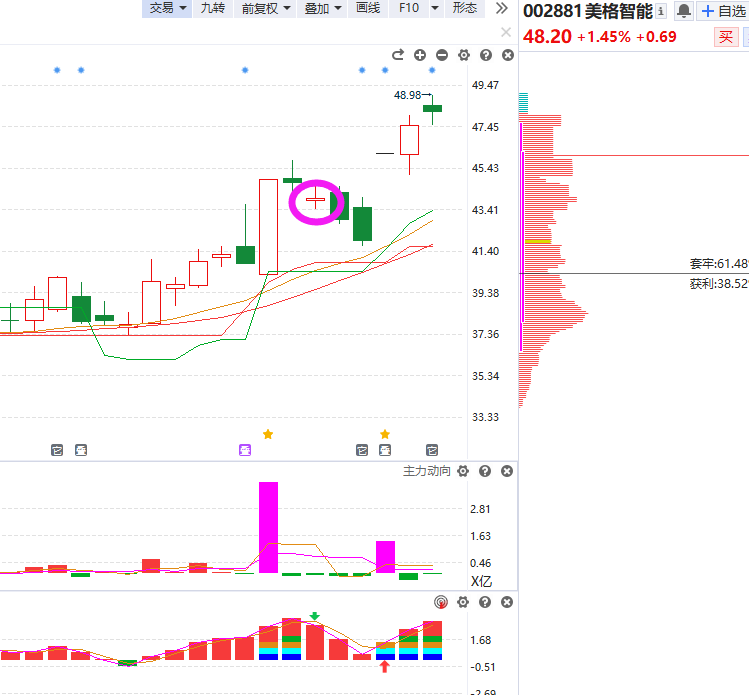 交易 九转 前复权 叠加 画线 F10 形态
002881 美格智能 自选
48.20 +1.45% +0.69 买
49.47
48.98
47.45
45.43
43.41
41.40
套牢:61.48
获利:38.52
39.38
37.36
35.34
33.33
主力动向
2.81
1.63
0.46
X亿
1.68
-0.51
-2.69